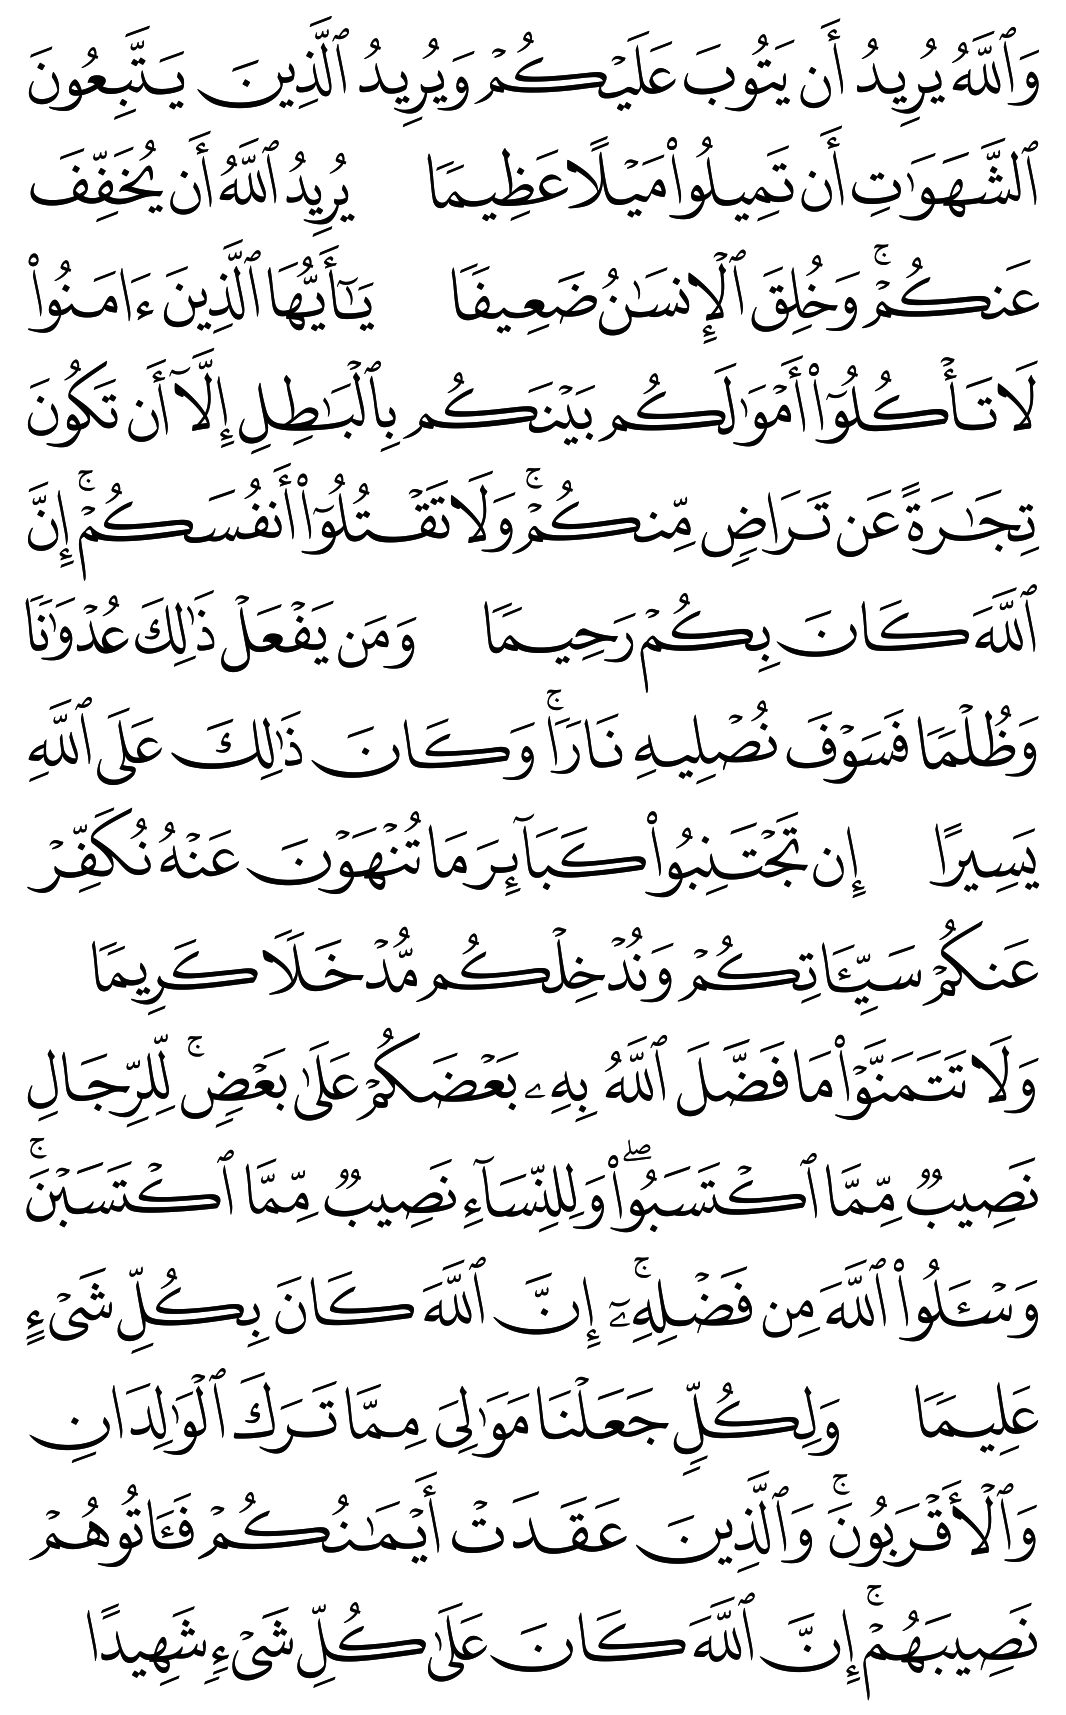 وَٱللَّهُ يُرِيدُ أَن يَتُوبَ عَلَيۡكُمۡ وَيُرِيدُ ٱلَّذِينَ يَتَّبِعُونَ
ٱلشَّهَوَٰتِ أَن تَمِيلُواْ مَيۡلًا عَظِيمٗا يُرِيدُ ٱللَّهُ أَن يُخَفِّفَ
عَنكُمۡۚ وَخُلِقَ ٱلۡإِنسَٰنُ ضَعِيفٗا يَٰٓأَيُّهَا ٱلَّذِينَ ءَامَنُواْ
لَا تَأۡكُلُوٓاْ أَمۡوَٰلَكُم بَيۡنَكُم بِٱلۡبَٰطِلِ إِلَّآ أَن تَكُونَ
تِجَٰرَةً عَن تَرَاضٖ مِّنكُمۡۚ وَلَا تَقۡتُلُوٓاْ أَنفُسَكُمۡۚ إِنَّ
ٱللَّهَ كَانَ بِكُمۡ رَحِيمٗا وَمَن يَفۡعَلۡ ذَٰلِكَ عُدۡوَٰنٗا
وَظُلۡمٗا فَسَوۡفَ نُصۡلِيهِ نَارٗاۚ وَكَانَ ذَٰلِكَ عَلَى ٱللَّهِ
يَسِيرًا إِن تَجۡتَنِبُواْ كَبَآئِرَ مَا تُنۡهَوۡنَ عَنۡهُ نُكَفِّرۡ
عَنكُمۡ سَيِّـَٔاتِكُمۡ وَنُدۡخِلۡكُم مُّدۡخَلٗا كَرِيمٗا
وَلَا تَتَمَنَّوۡاْ مَا فَضَّلَ ٱللَّهُ بِهِۦ بَعۡضَكُمۡ عَلَىٰ بَعۡضٖۚ لِّلرِّجَالِ
نَصِيبٞ مِّمَّا ٱكۡتَسَبُواْۖ وَلِلنِّسَآءِ نَصِيبٞ مِّمَّا ٱكۡتَسَبۡنَۚ
وَسۡـَٔلُواْ ٱللَّهَ مِن فَضۡلِهِۦٓۚ إِنَّ ٱللَّهَ كَانَ بِكُلِّ شَيۡءٍ
عَلِيمٗا وَلِكُلّٖ جَعَلۡنَا مَوَٰلِيَ مِمَّا تَرَكَ ٱلۡوَٰلِدَانِ
وَٱلۡأَقۡرَبُونَۚ وَٱلَّذِينَ عَقَدَتۡ أَيۡمَٰنُكُمۡ فَـَٔاتُوهُمۡ
نَصِيبَهُمۡۚ إِنَّ ٱللَّهَ كَانَ عَلَىٰ كُلِّ شَيۡءٖ شَهِيدًا